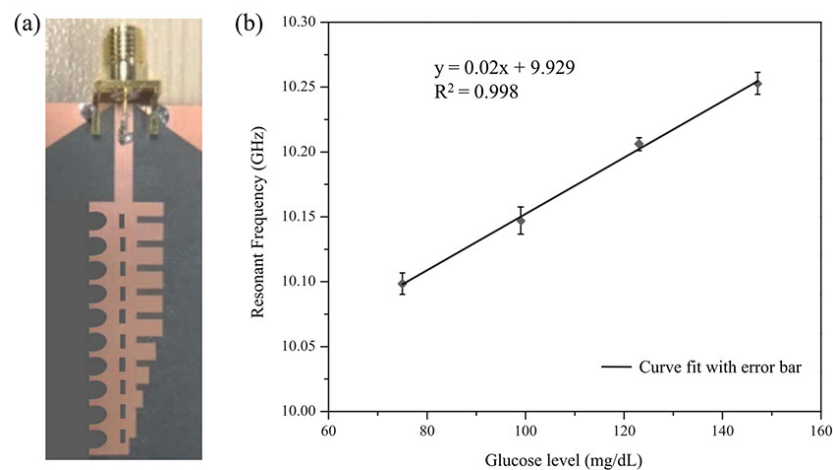 (a)
(b)
y = 0.02x + 9.929
R² = 0.998
10.30
10.25
10.20
10.15
10.10
10.05
10.00
Resonant Frequency (GHz)
Curve fit with error bar
60
80
100
120
140
160
Glucose level (mg/dL)